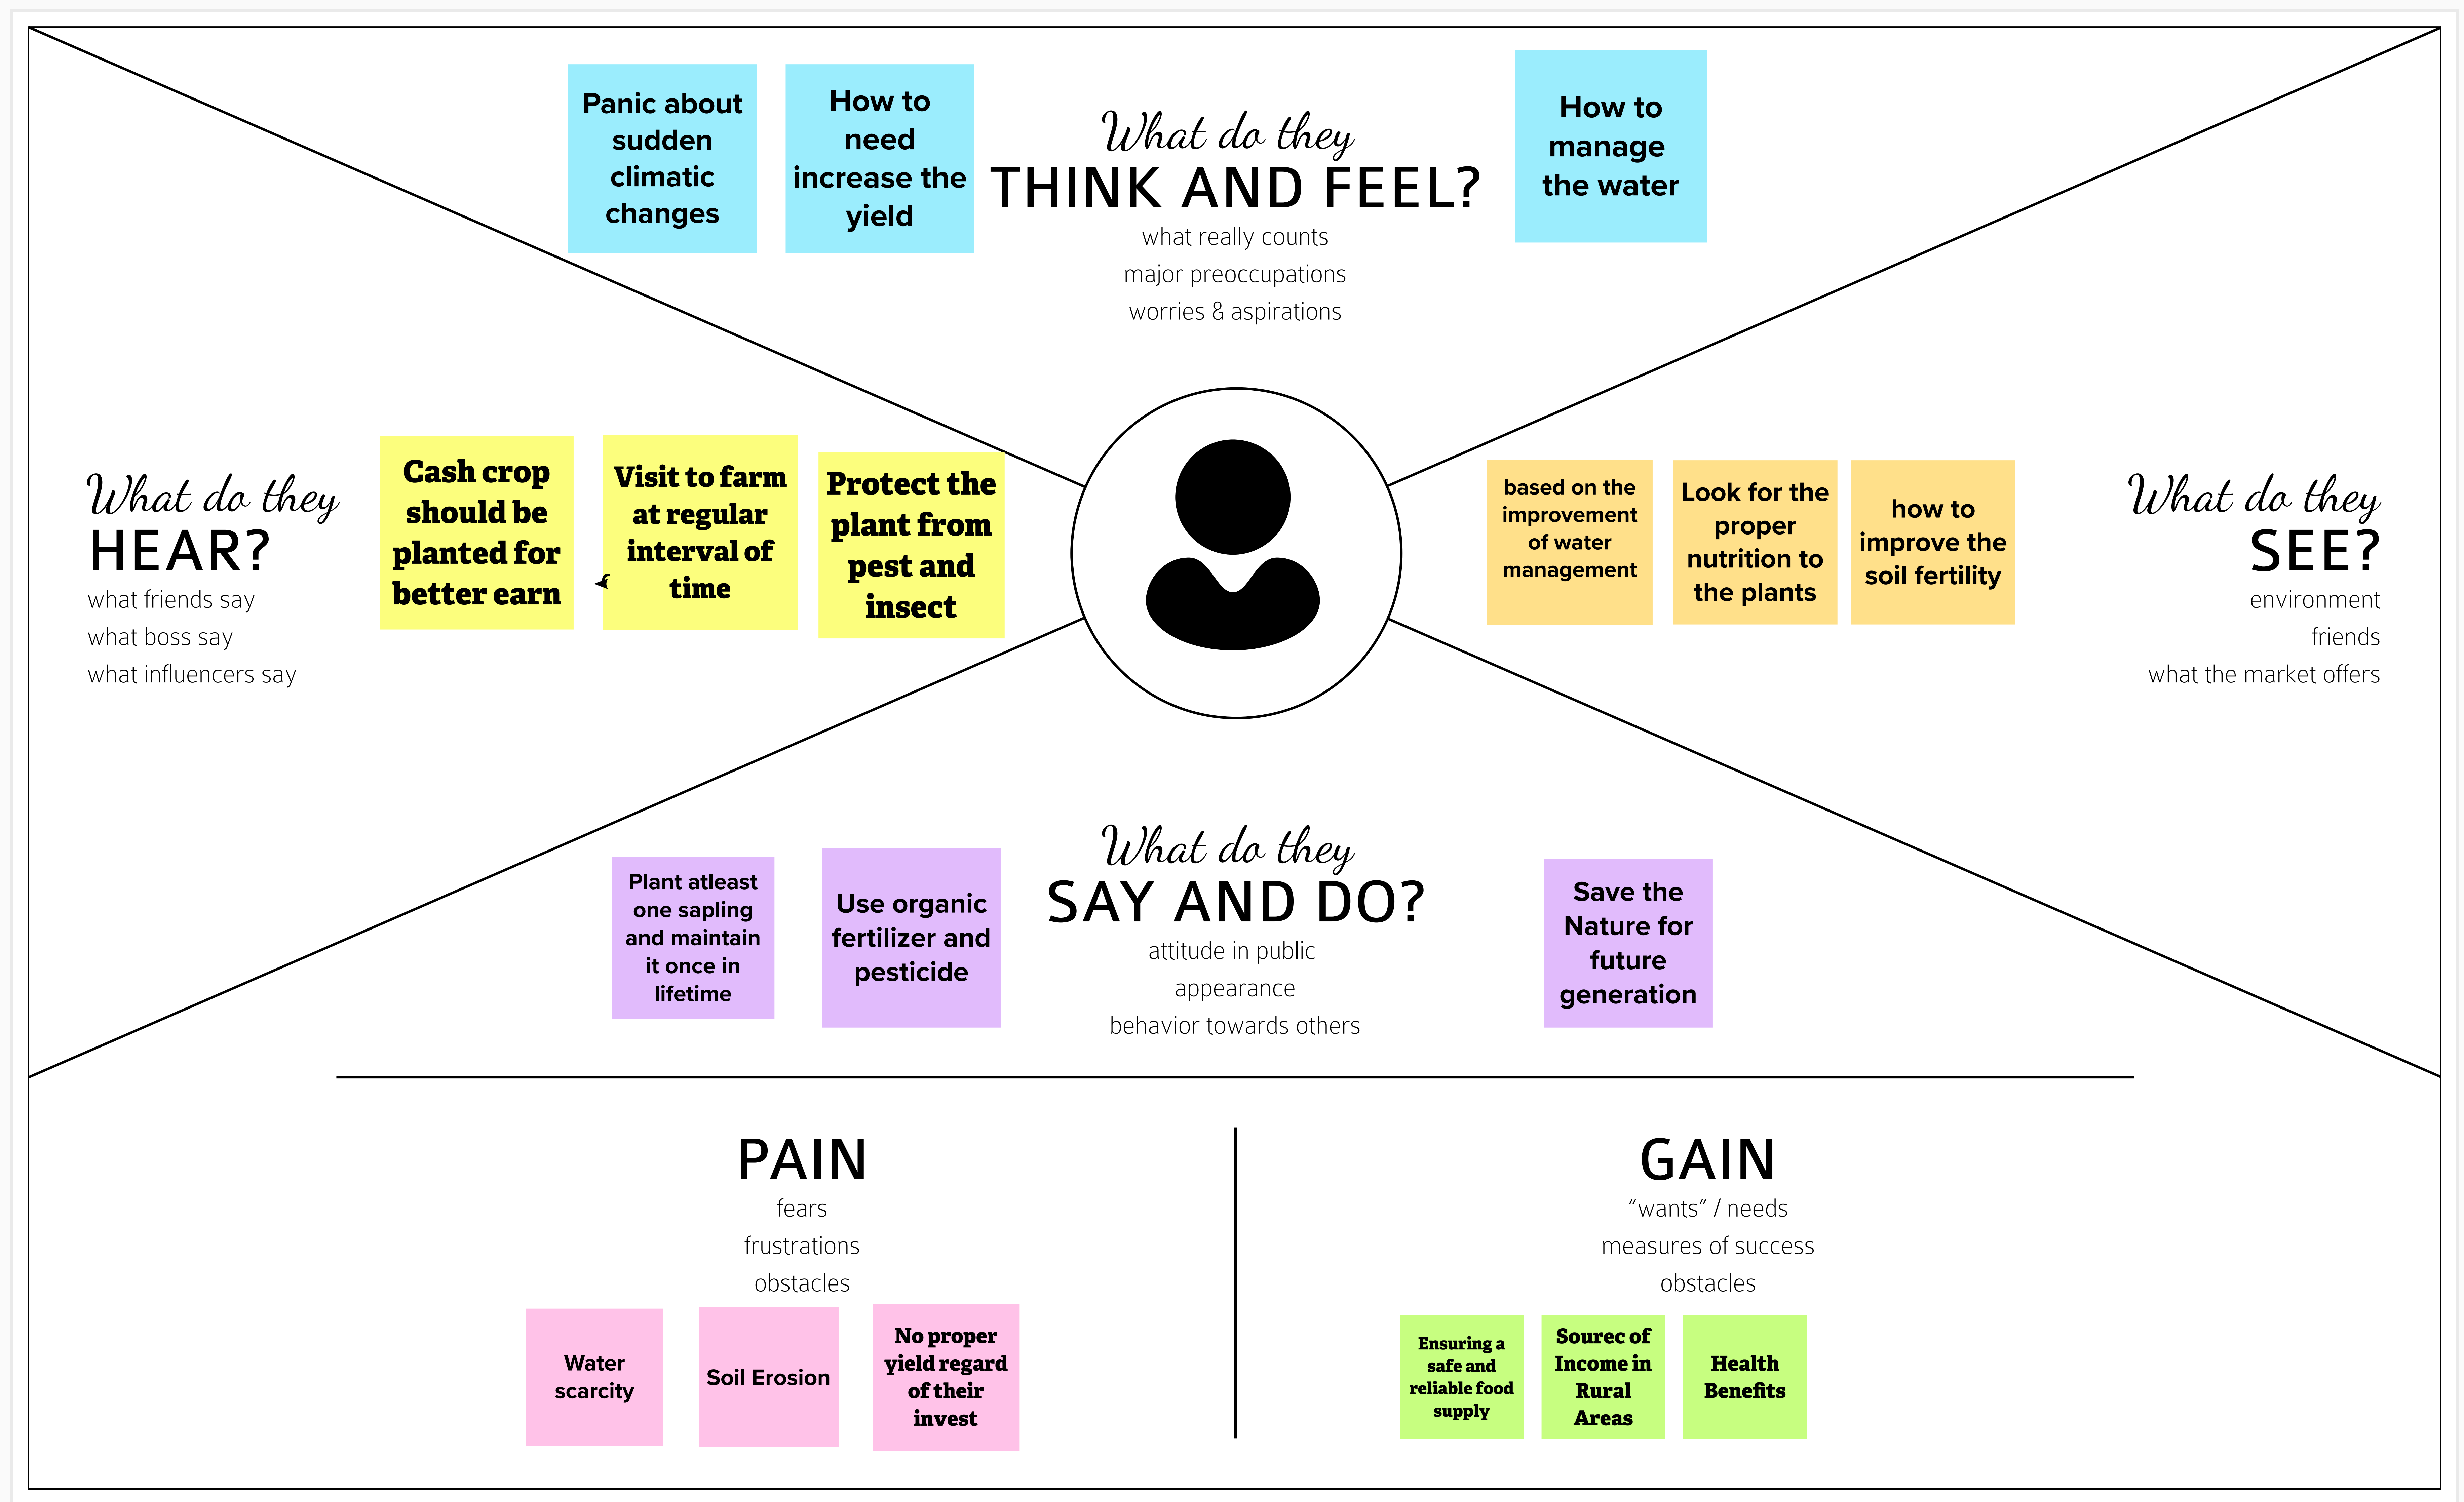 Panic about
sudden
climatic
changes
How to
need
increase the
yield
What do they
THINK AND FEEL?
what really counts
major preoccupations
worries & aspirations
How to
manage
the water
What do they
HEAR?
what friends say
what boss say
what influencers say
Cash crop
should be
planted for
better earn
Visit to farm
at regular
interval of
time
Protect the
plant from
pest and
insect
based on the
improvement
of water
management
Look for the
proper
nutrition to
the plants
how to
improve the
soil fertility
What do they
SEE?
environment
friends
what the market offers
Plant atleast
one sapling
and maintain
it once in
lifetime
Use organic
fertilizer and
pesticide
What do they
SAY AND DO?
attitude in public
appearance
behavior towards others
Save the
Nature for
future
generation
PAIN
fears
frustrations
obstacles
Water
scarcity
Soil Erosion
No proper
yield regard
of their
invest
GAIN
“wants” / needs
measures of success
obstacles
Ensuring a
safe and
reliable food
supply
Sourec of
Income in
Rural
Areas
Health
Benefits